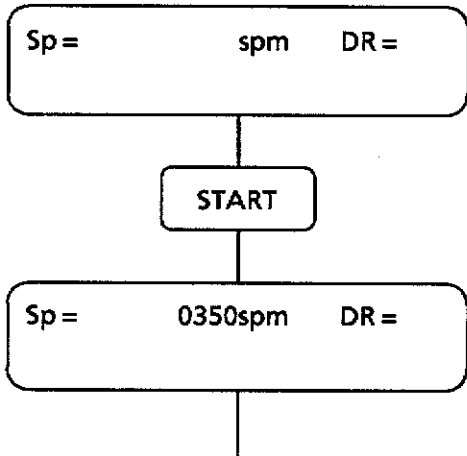 Sp = spm DR =
START
Sp = 0350spm DR =